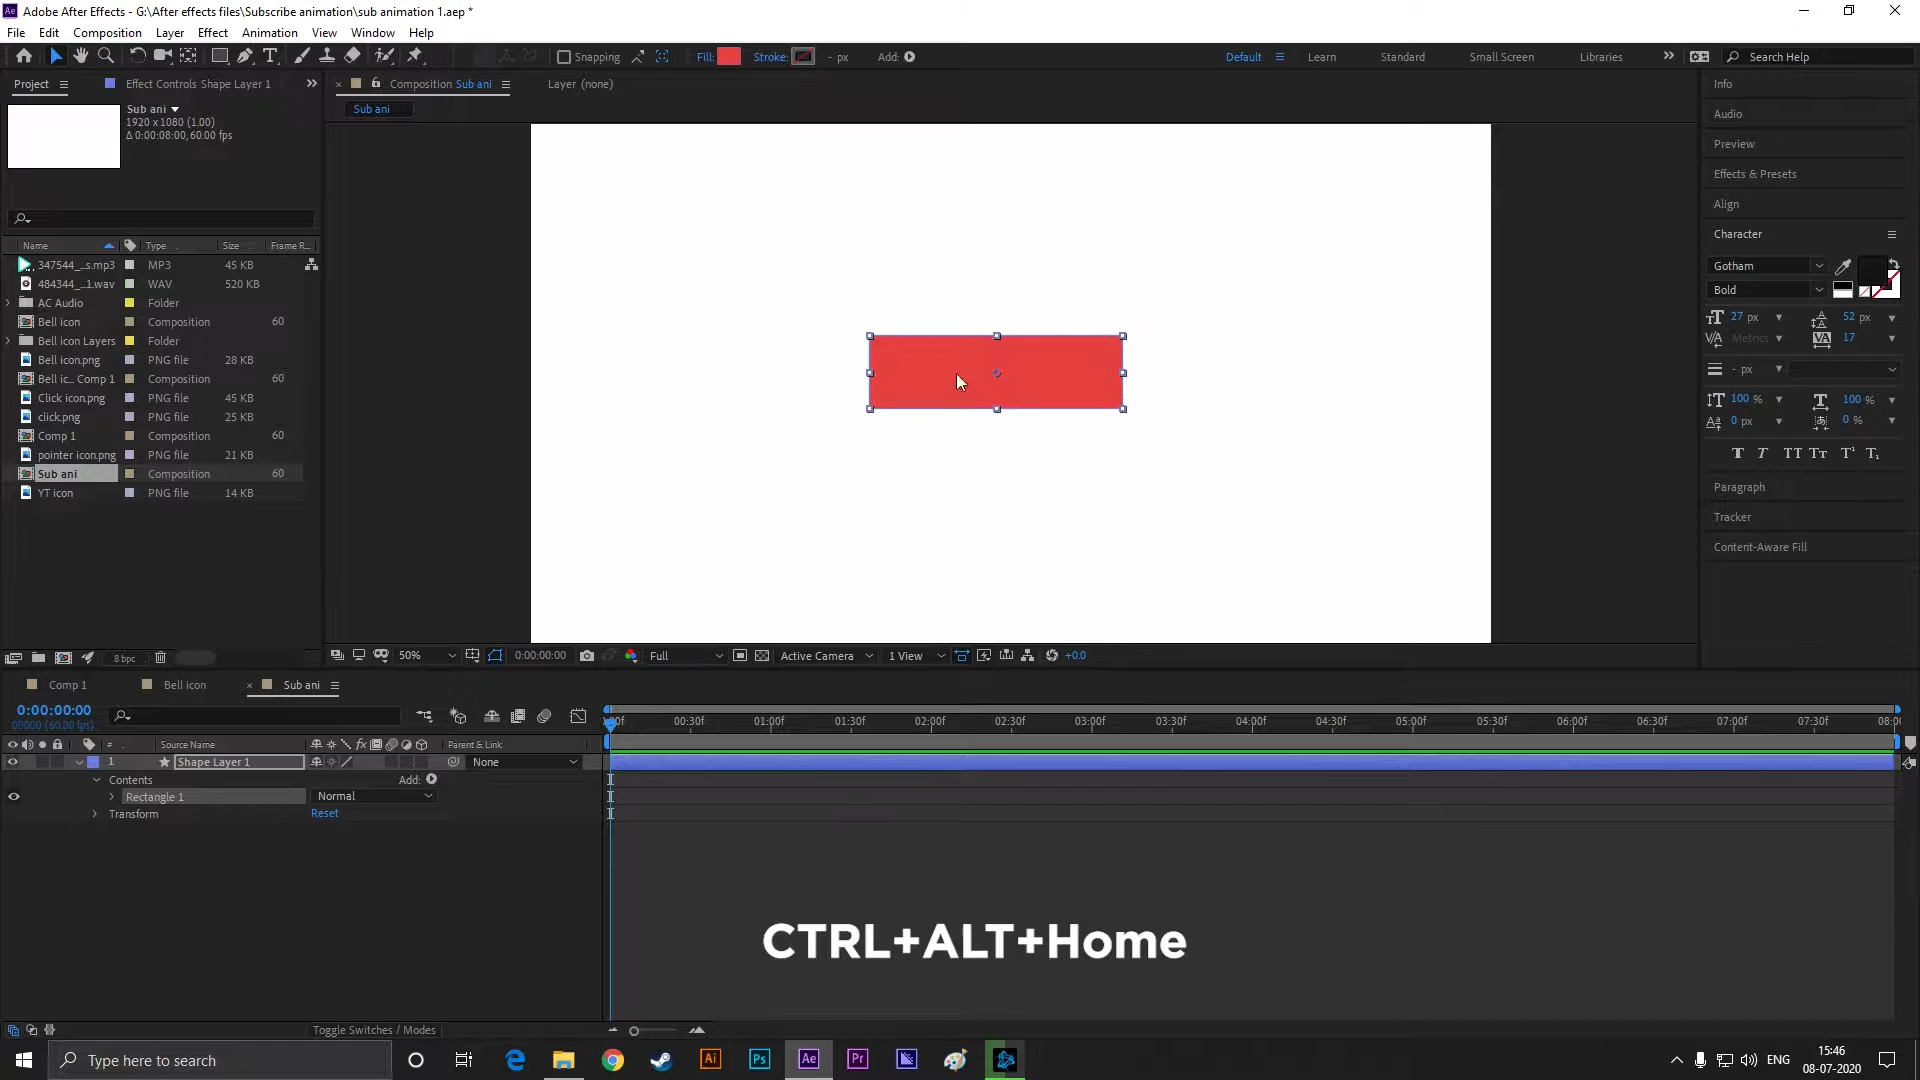 Adobe After Effects - G:\After effects files\Subscribe animation\sub animation 1.aep *
File Edit Composition Layer Effect Animation View Window Help
Snapping Fill: Stroke: - px Add: Default Learn Standard Small Screen Libraries Search Help
Project Effect Controls Shape Layer 1
Composition Sub ani Layer (none)
Sub ani
1920 x 1080 (1.00)
Δ 0:00:08:00, 60.00 fps
Sub ani
Name Type Size Frame R...
347544_...s.mp3 MP3 45 KB
484344_...1.wav WAV 520 KB
AC Audio Folder
Bell icon Composition 60
Bell icon Layers Folder
Bell icon.png PNG file 28 KB
Bell ic... Comp 1 Composition 60
Click icon.png PNG file 45 KB
click.png PNG file 25 KB
Comp 1 Composition 60
pointer icon.png PNG file 21 KB
Sub ani Composition 60
YT icon PNG file 14 KB
8 bpc
Info
Audio
Preview
Effects & Presets
Align
Character
Gotham
Bold
27 px 52 px
Metrics 17
- px
100 % 100 %
0 px 0 %
Paragraph
Tracker
Content-Aware Fill
50% 0:00:00:00 Full Active Camera 1 View +0.0
Comp 1 Bell icon Sub ani
0:00:00:00
00000 (60.00 fps)
00:30f 01:00f 01:30f 02:00f 02:30f 03:00f 03:30f 04:00f 04:30f 05:00f 05:30f 06:00f 06:30f 07:00f 07:30f
# Source Name Parent & Link
1 Shape Layer 1 None
Contents Add:
Rectangle 1 Normal
Transform Reset
CTRL+ALT+Home
Toggle Switches / Modes
Type here to search
Ai Ps Ae Pr
ENG
15:46
08-07-2020